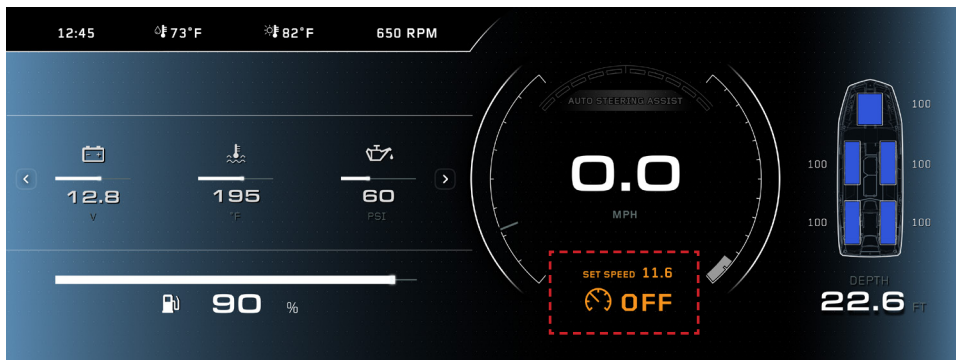 12:45 73°F 82°F 650 RPM
AUTO STEERING ASSIST
100
12.8 195 60
V °F PSI
100 100
0.0
MPH
100 100
SET SPEED 11.6
OFF
90 %
DEPTH
22.6 FT